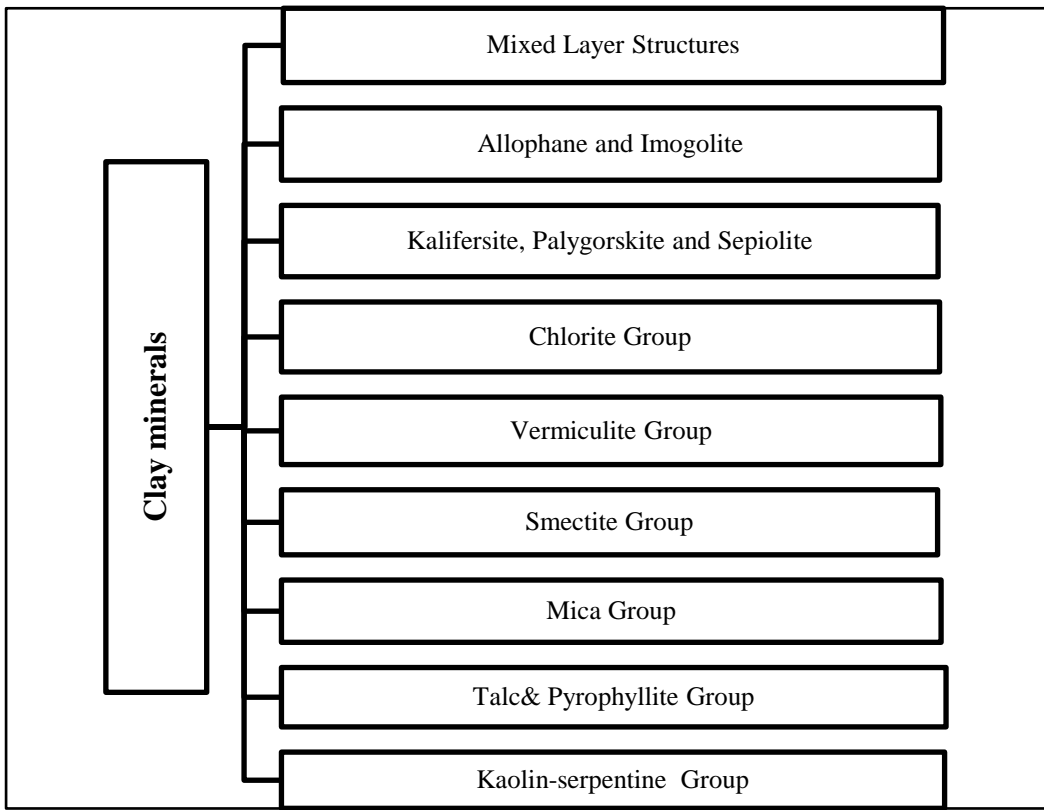 Clay minerals
Mixed Layer Structures
Allophane and Imogolite
Kalifersite, Palygorskite and Sepiolite
Chlorite Group
Vermiculite Group
Smectite Group
Mica Group
Talc& Pyrophyllite Group
Kaolin-serpentine  Group